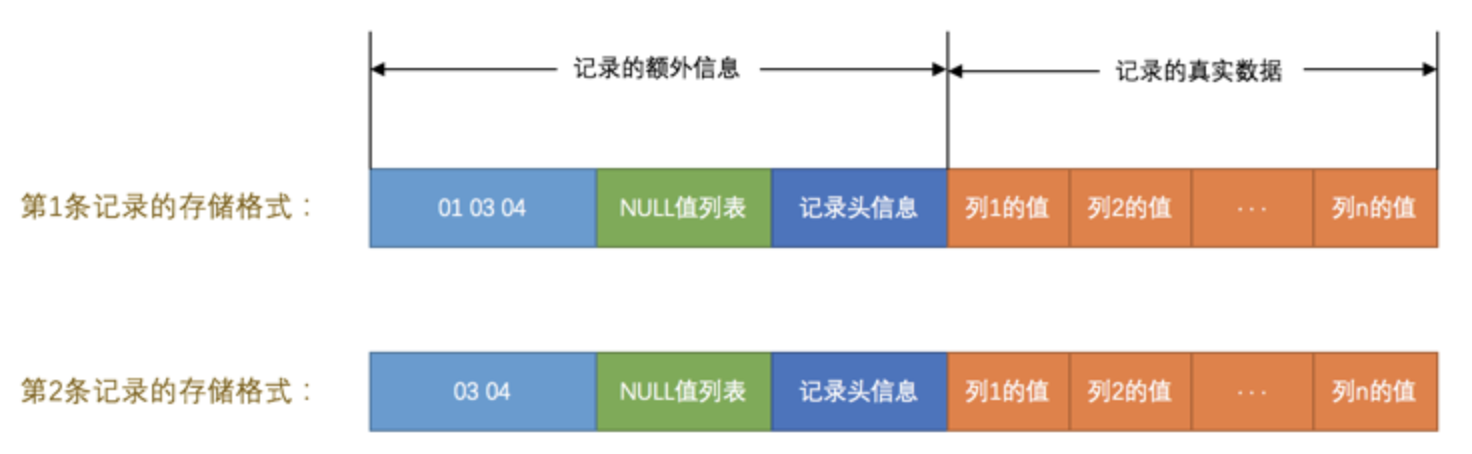 记录的额外信息 记录的真实数据
第1条记录的存储格式： 01 03 04 NULL值列表 记录头信息 列1的值 列2的值 ... 列n的值
第2条记录的存储格式： 03 04 NULL值列表 记录头信息 列1的值 列2的值 ... 列n的值